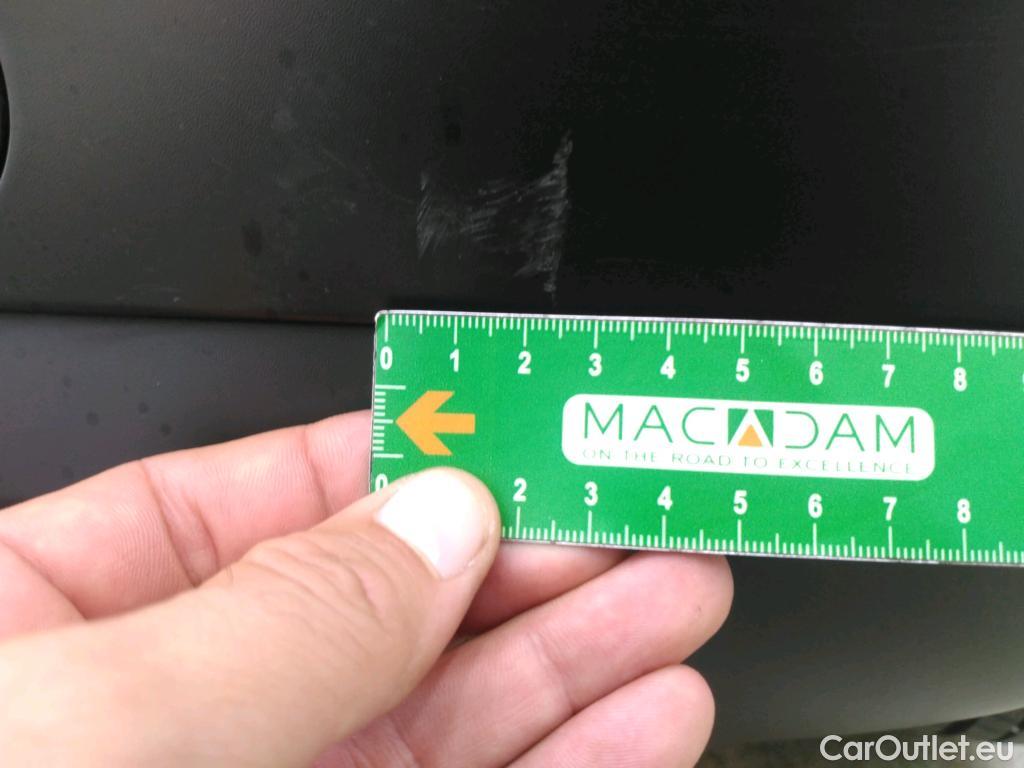 0 1 2 3 4 5 6 7 8
MACADAM
ON THE ROAD TO EXCELLENCE
0 2 3 4 5 6 7 8
CarOutlet.eu